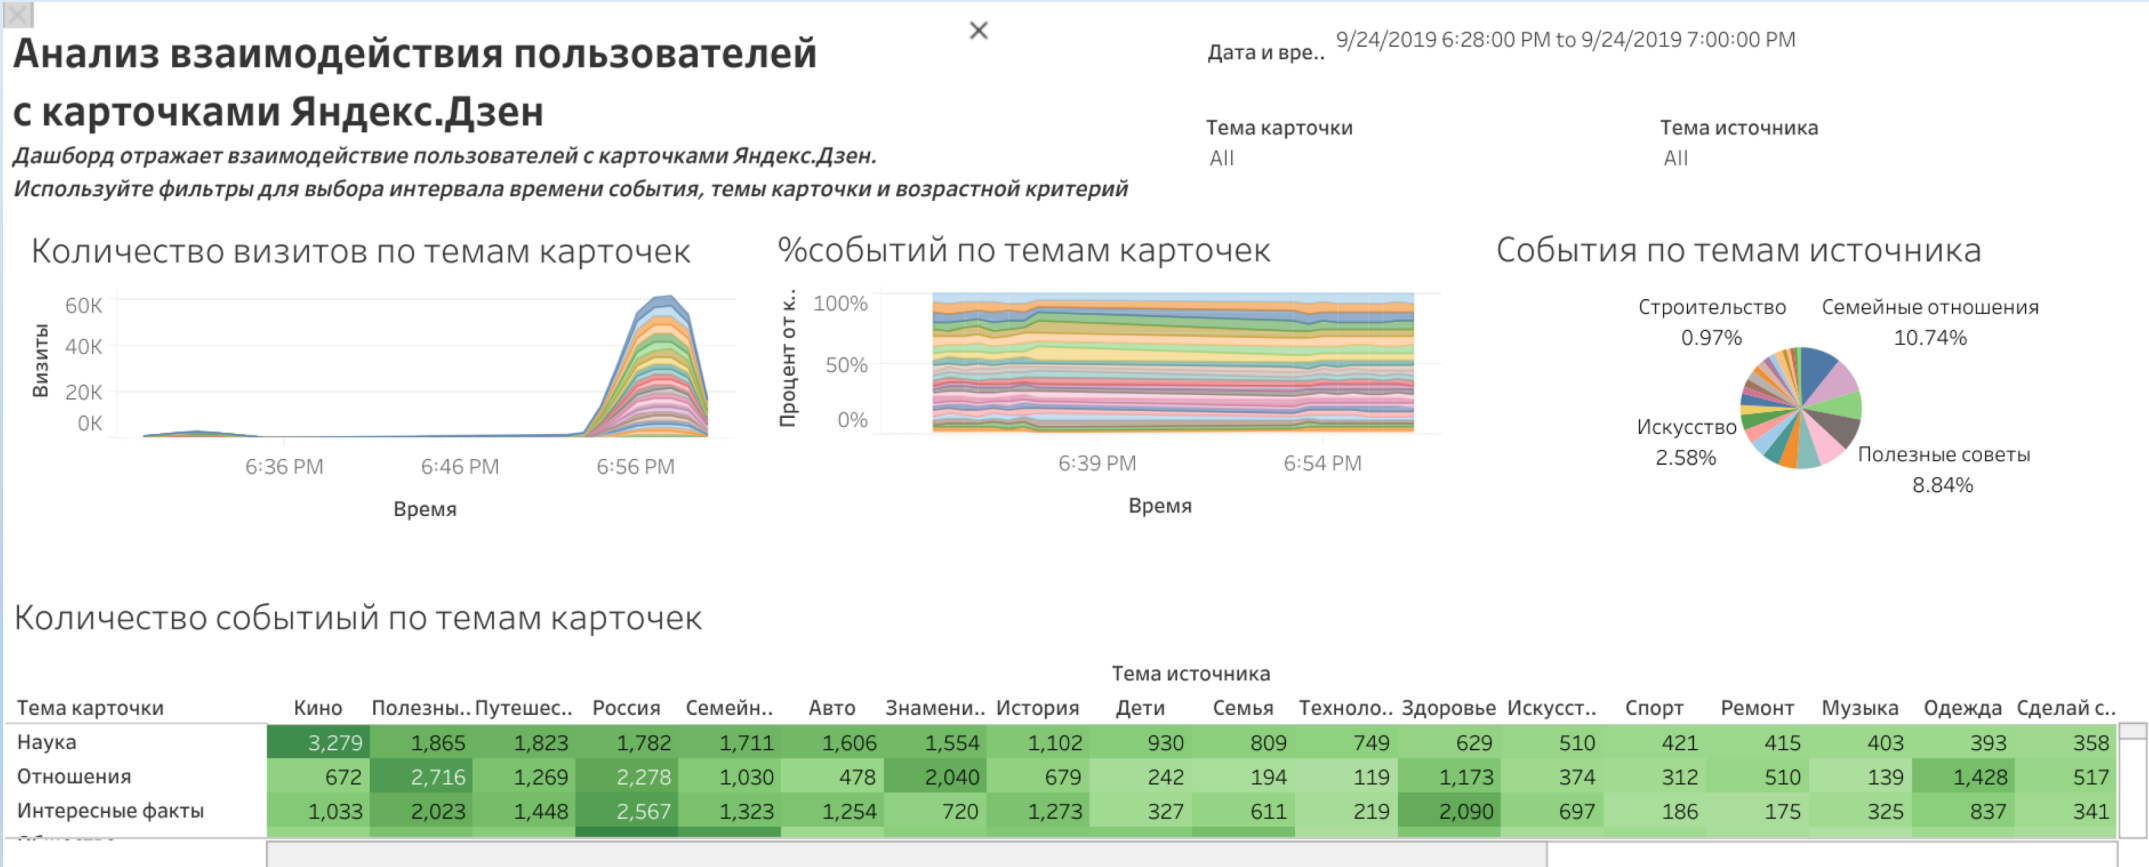 Анализ взаимодействия пользователей
с карточками Яндекс.Дзен
Дашборд отражает взаимодействие пользователей с карточками Яндекс.Дзен.
Используйте фильтры для выбора интервала времени события, темы карточки и возрастной критерий
Дата и вре.. 9/24/2019 6:28:00 PM to 9/24/2019 7:00:00 PM
Тема карточки
All
Тема источника
All
Количество визитов по темам карточек
Визиты
60K
40K
20K
0K
6:36 PM 6:46 PM 6:56 PM
Время
%событий по темам карточек
Процент от к..
100%
50%
0%
6:39 PM 6:54 PM
Время
События по темам источника
Строительство
0.97%
Семейные отношения
10.74%
Искусство
2.58%
Полезные советы
8.84%
Количество событиый по темам карточек
Тема источника
Тема карточки Кино Полезны.. Путешес.. Россия Семейн.. Авто Знамени.. История Дети Семья Техноло.. Здоровье Искусст.. Спорт Ремонт Музыка Одежда Сделай с..
Наука 3,279 1,865 1,823 1,782 1,711 1,606 1,554 1,102 930 809 749 629 510 421 415 403 393 358
Отношения 672 2,716 1,269 2,278 1,030 478 2,040 679 242 194 119 1,173 374 312 510 139 1,428 517
Интересные факты 1,033 2,023 1,448 2,567 1,323 1,254 720 1,273 327 611 219 2,090 697 186 175 325 837 341